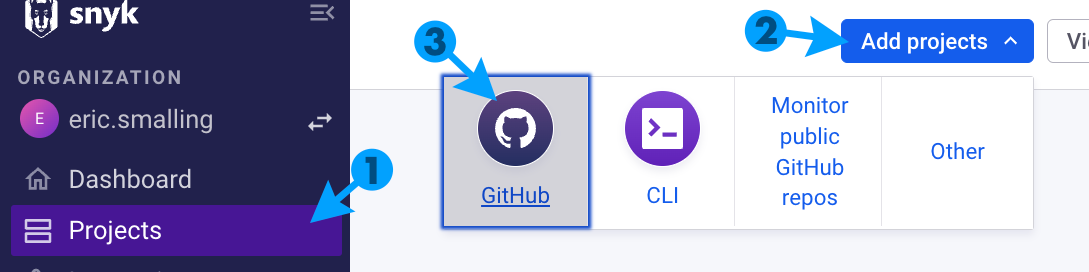 snyk
ORGANIZATION
E
eric.smalling
Dashboard
Projects
1
2
Add projects
Vi
3
GitHub
CLI
Monitor
public
GitHub
repos
Other